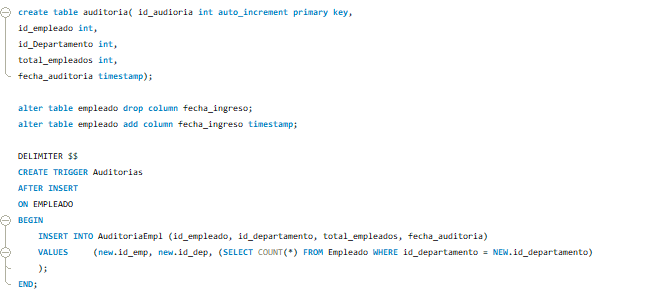 create table auditoria( id_audioria int auto_increment primary key,
id_empleado int,
id_Departamento int,
total_empleados int,
fecha_auditoria timestamp);
alter table empleado drop column fecha_ingreso;
alter table empleado add column fecha_ingreso timestamp;
DELIMITER $$
CREATE TRIGGER Auditorias
AFTER INSERT
ON EMPLEADO
BEGIN
INSERT INTO AuditoriaEmpl (id_empleado, id_departamento, total_empleados, fecha_auditoria)
VALUES (new.id_emp, new.id_dep, (SELECT COUNT(*) FROM Empleado WHERE id_departamento = NEW.id_departamento)
);
END;